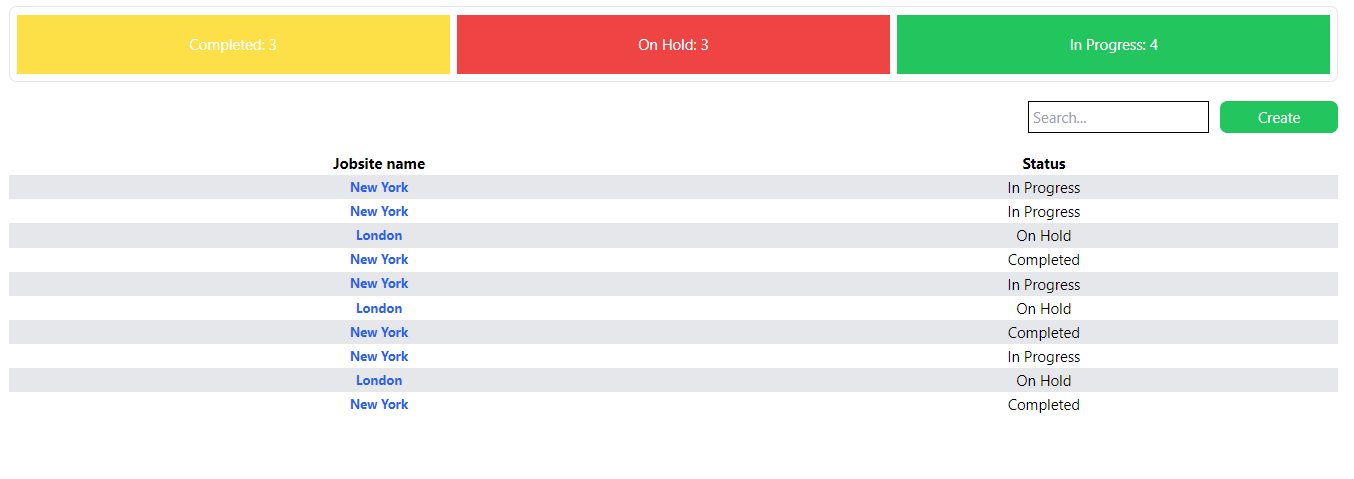 Completed: 3 On Hold: 3 In Progress: 4
Search... Create
Jobsite name Status
New York In Progress
New York In Progress
London On Hold
New York Completed
New York In Progress
London On Hold
New York Completed
New York In Progress
London On Hold
New York Completed